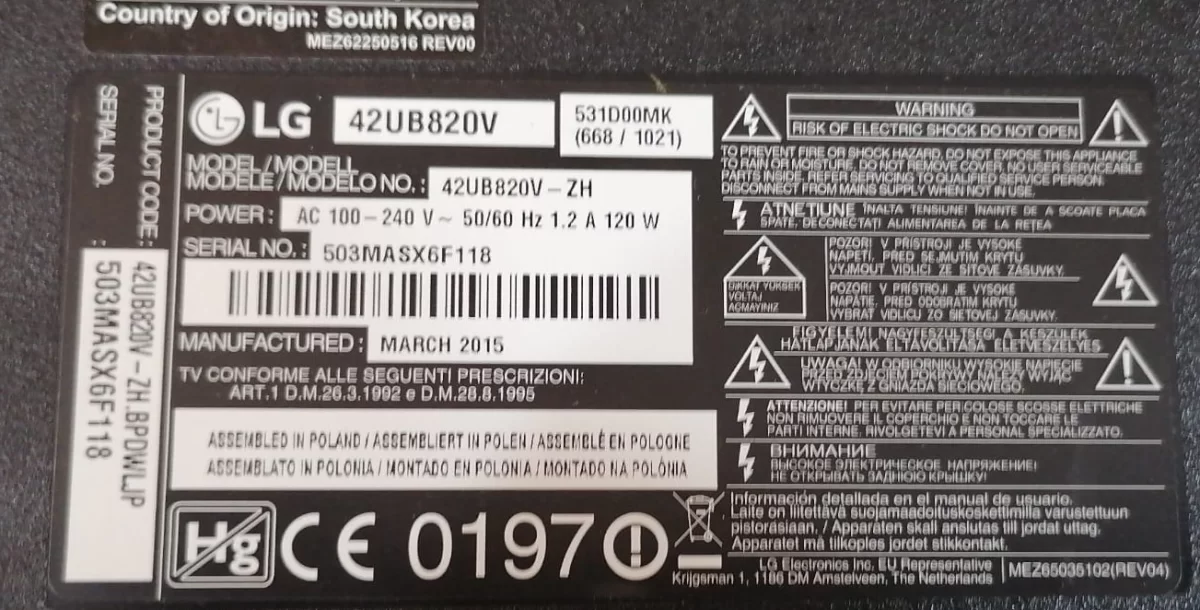 Country of Origin: South Korea
MEZ62250516 REV00
PRODUCT CODE: 42UB820V-ZH.BPDWLJP
SERIAL NO. : 503MASX6F118
LG 42UB820V
531D00MK
(668 / 1021)
MODEL/MODELL
MODÈLE/MODELO NO.: 42UB820V-ZH
POWER: AC 100-240 V~ 50/60 Hz 1.2 A 120 W
SERIAL NO.: 503MASX6F118
MANUFACTURED: MARCH 2015
TV CONFORME ALLE SEGUENTI PRESCRIZIONI:
ART.1 D.M.26.3.1992 e D.M.28.8.1995
ASSEMBLED IN POLAND / ASSEMBLIERT IN POLEN / ASSEMBLÉ EN POLOGNE
ASSEMBLATO IN POLONIA / MONTADO EN POLONIA / MONTADO NA POLÓNIA
Hg CE 0197
WARNING
RISK OF ELECTRIC SHOCK DO NOT OPEN
TO PREVENT FIRE OR SHOCK HAZARD, DO NOT EXPOSE THIS APPLIANCE
TO RAIN OR MOISTURE. DO NOT REMOVE COVER. NO USER SERVICEABLE
PARTS INSIDE. REFER SERVICING TO QUALIFIED SERVICE PERSON.
DISCONNECT FROM MAINS SUPPLY WHEN NOT IN USE.
ATNEŢIUNE ÎNALTA TENSIUNE! ÎNAINTE DE A SCOATE PLACA
SPATE, DECONECTAŢI ALIMENTAREA DE LA REŢEA
POZOR! V PŘÍSTROJI JE VYSOKÉ
NAPĚTÍ. PŘED SEJMUTÍM KRYTU
VYJMOUT VIDLICI ZE SÍŤOVÉ ZÁSUVKY.
DİKKAT YÜKSEK
VOLTAJ
AÇMAYINIZ
POZOR! V PRÍSTROJI JE VYSOKÉ
NAPÄTIE. PRED ODOBRATÍM KRYTU
VYBRAŤ VIDLICU ZO SIEŤOVEJ ZÁSUVKY.
FIGYELEM! NAGYFESZÜLTSÉG! A KÉSZÜLÉK
HÁTLAPJÁNAK ELTÁVOLÍTÁSA ÉLETVESZÉLYES
UWAGA! W ODBIORNIKU WYSOKIE NAPIĘCIE
PRZED ZDJĘCIEM POKRYWY NALEŻY WYJĄĆ
WTYCZKĘ Z GNIAZDA SIECIOWEGO.
ATTENZIONE! PER EVITARE PERICOLOSE SCOSSE ELETTRICHE
NON RIMUOVERE IL COPERCHIO E NON TOCCARE LE
PARTI INTERNE. RIVOLGETEVI A PERSONAL SPECIALIZZATO.
ВНИМАНИЕ
ВЫСОКОЕ ЭЛЕКТРИЧЕСКОЕ НАПРЯЖЕНИЕ!
НЕ ОТКРЫВАТЬ ЗАДНЮЮ КРЫШКУ!
Información detallada en el manual de usuario.
Laite on liitettävä suojamaadoituskoskettimilla varustettuun
pistorasiaan. / Apparaten skall anslutas till jordat uttag.
Apparatet må tilkoples jordet stikkontakt.
LG Electronics Inc. EU Representative
Krijgsman 1, 1186 DM Amstelveen, The Netherlands
MEZ65035102(REV04)